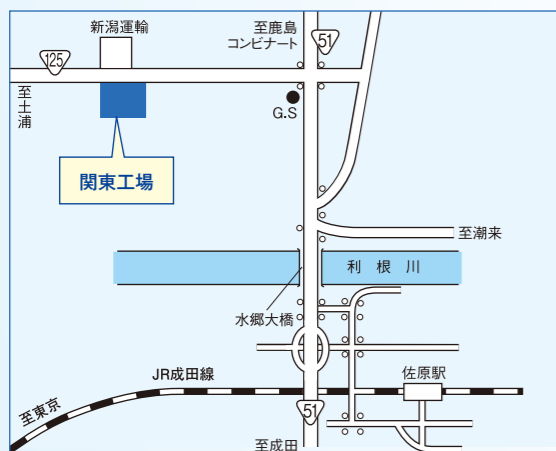 新潟運輸
至鹿島
コンビナート
51
125
至土浦
G.S
関東工場
至潮来
利根川
水郷大橋
JR成田線
佐原駅
至東京
51
至成田